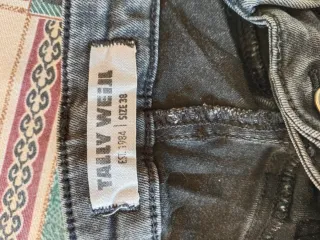 TALLY WEiJL
EST. 1984 | SIZE 38